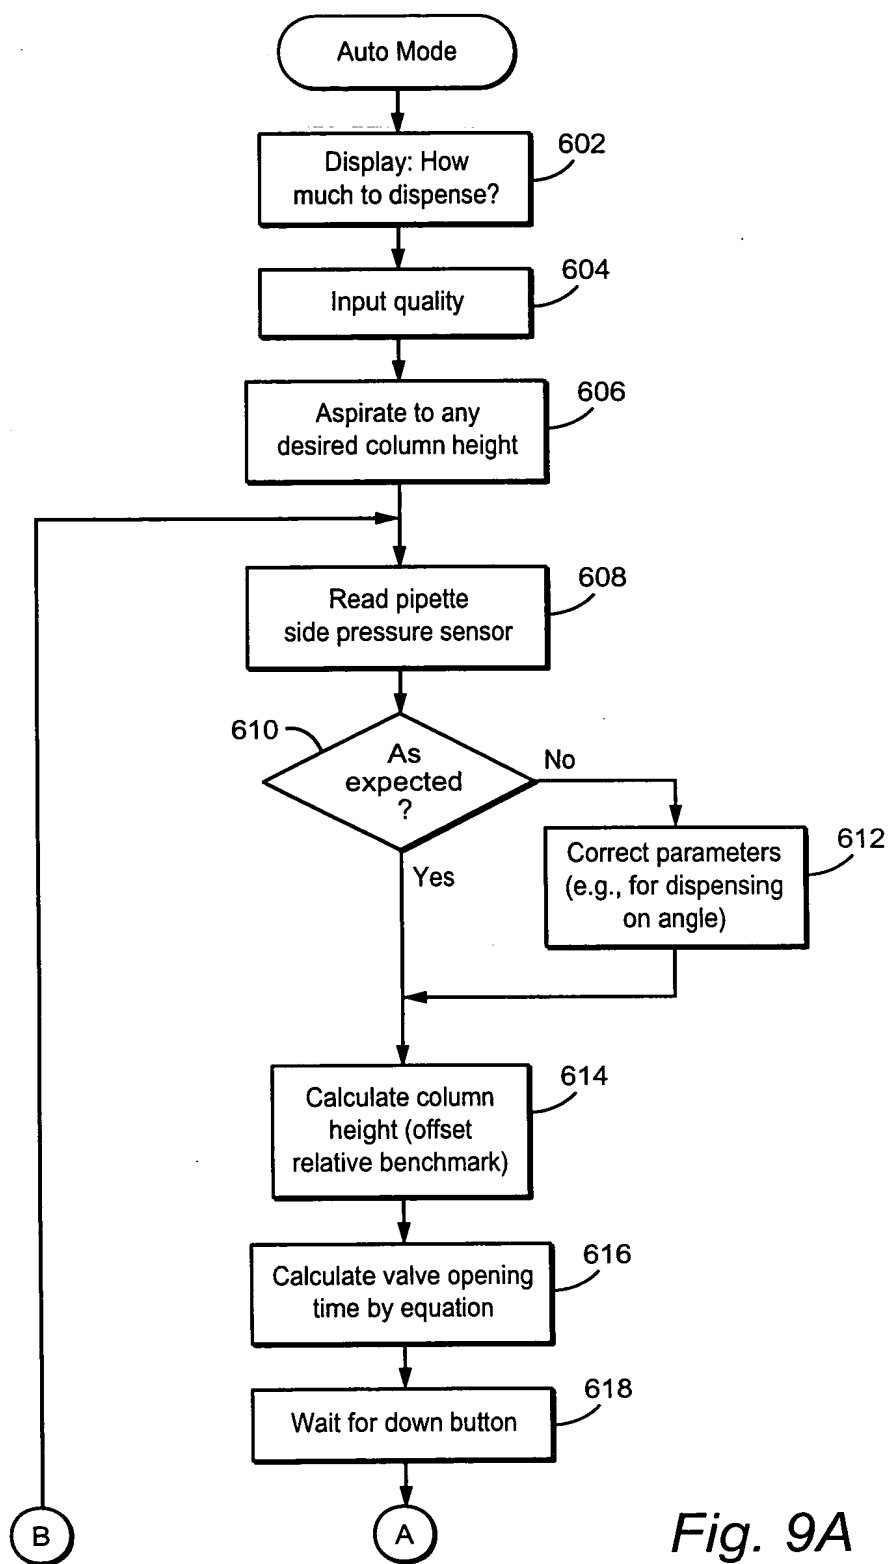 Auto Mode
602
Display: How
much to dispense?
604
Input quality
606
Aspirate to any
desired column height
608
Read pipette
side pressure sensor
610
As
expected
?
No
Yes
612
Correct parameters
(e.g., for dispensing
on angle)
614
Calculate column
height (offset
relative benchmark)
616
Calculate valve opening
time by equation
618
Wait for down button
B
A
Fig. 9A